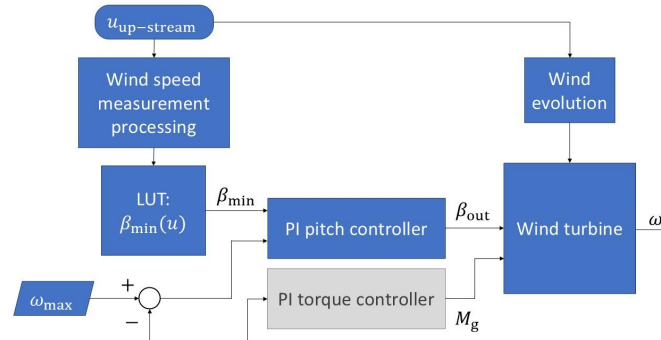 u_up−stream
Wind speed
measurement
processing
Wind
evolution
LUT:
β_min(u)
β_min
PI pitch controller
β_out
Wind turbine
ω
ω_max
+
−
PI torque controller
M_g